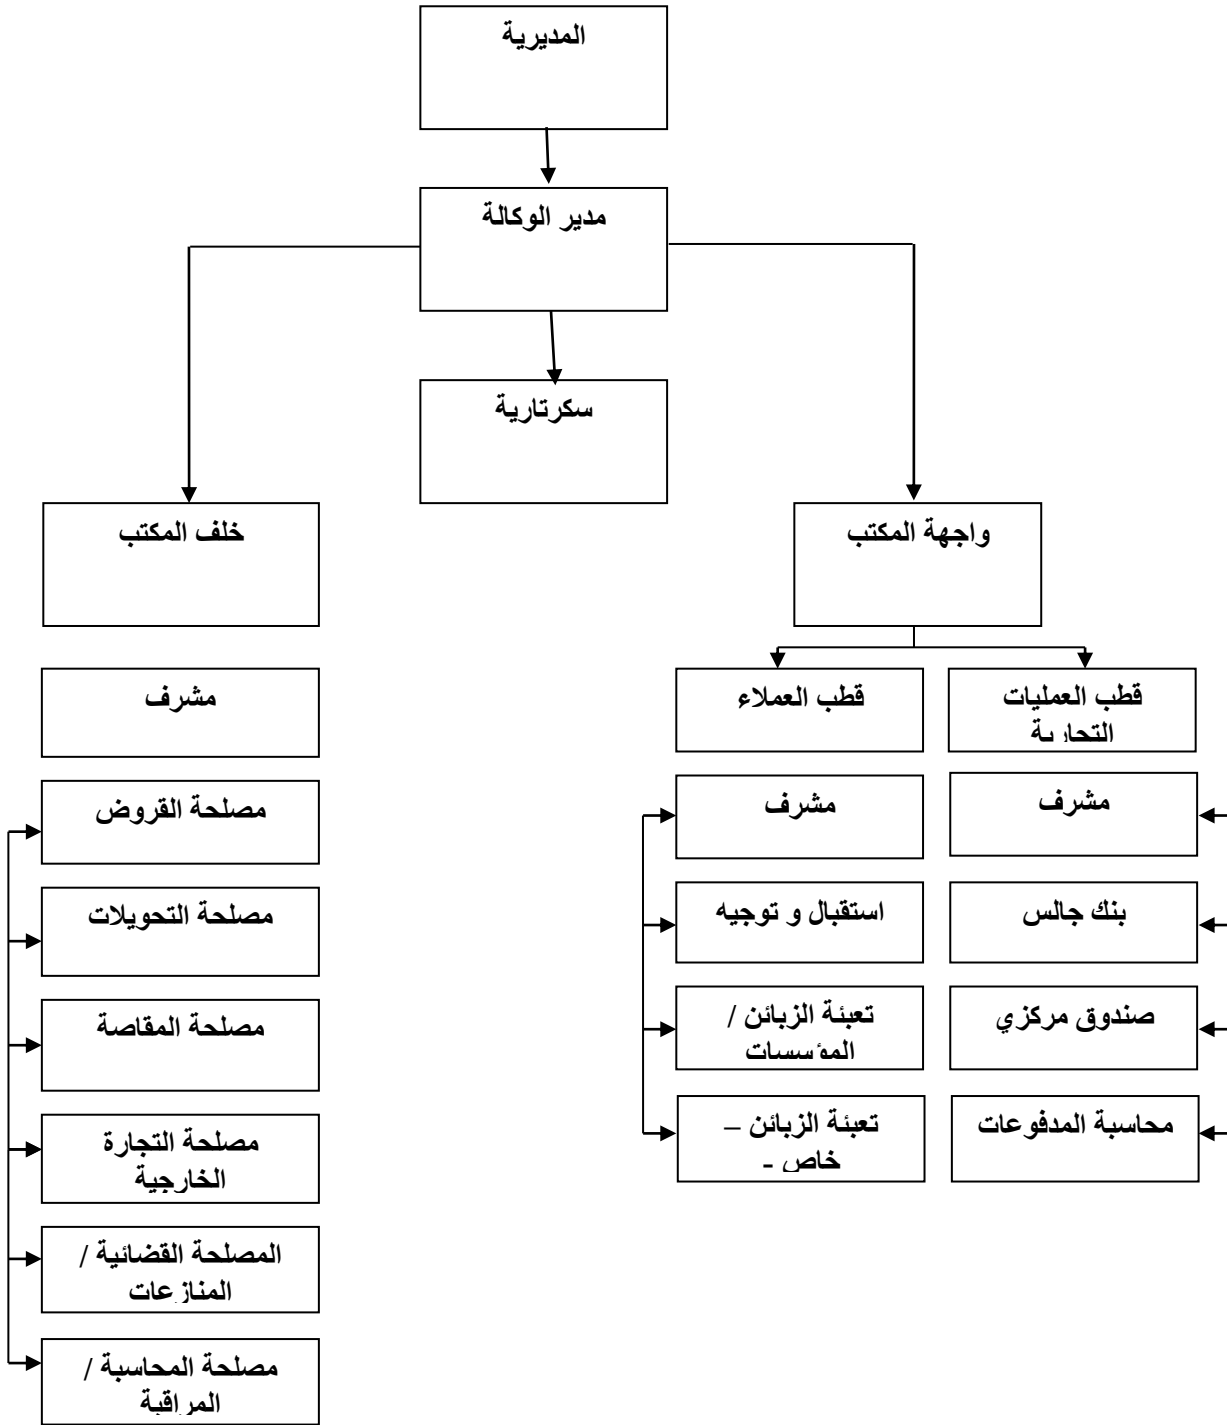 المديرية
مدير الوكالة
سكرتارية
واجهة المكتب
خلف المكتب
قطب العمليات
التجارية
قطب العملاء
مشرف
مشرف
مشرف
بنك جالس
استقبال و توجيه
صندوق مركزي
تعبئة الزبائن /
المؤسسات
محاسبة المدفوعات
تعبئة الزبائن –
خاص -
مصلحة القروض
مصلحة التحويلات
مصلحة المقاصة
مصلحة التجارة
الخارجية
المصلحة القضائية /
المنازعات
مصلحة المحاسبة /
المراقبة